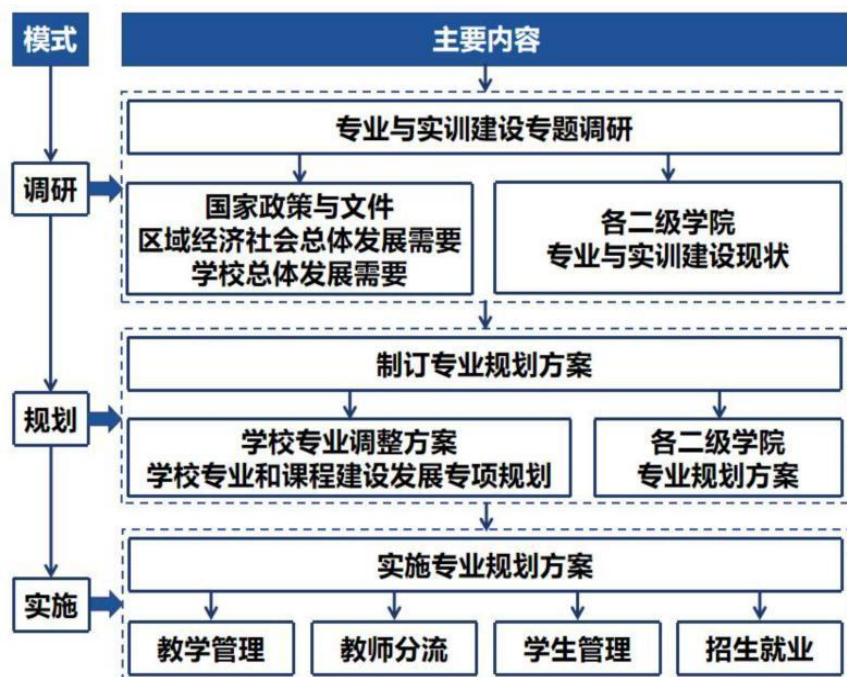 模式
主要内容
调研
专业与实训建设专题调研
国家政策与文件
区域经济社会总体发展需要
学校总体发展需要
各二级学院
专业与实训建设现状
规划
制订专业规划方案
学校专业调整方案
学校专业和课程建设发展专项规划
各二级学院
专业规划方案
实施
实施专业规划方案
教学管理
教师分流
学生管理
招生就业